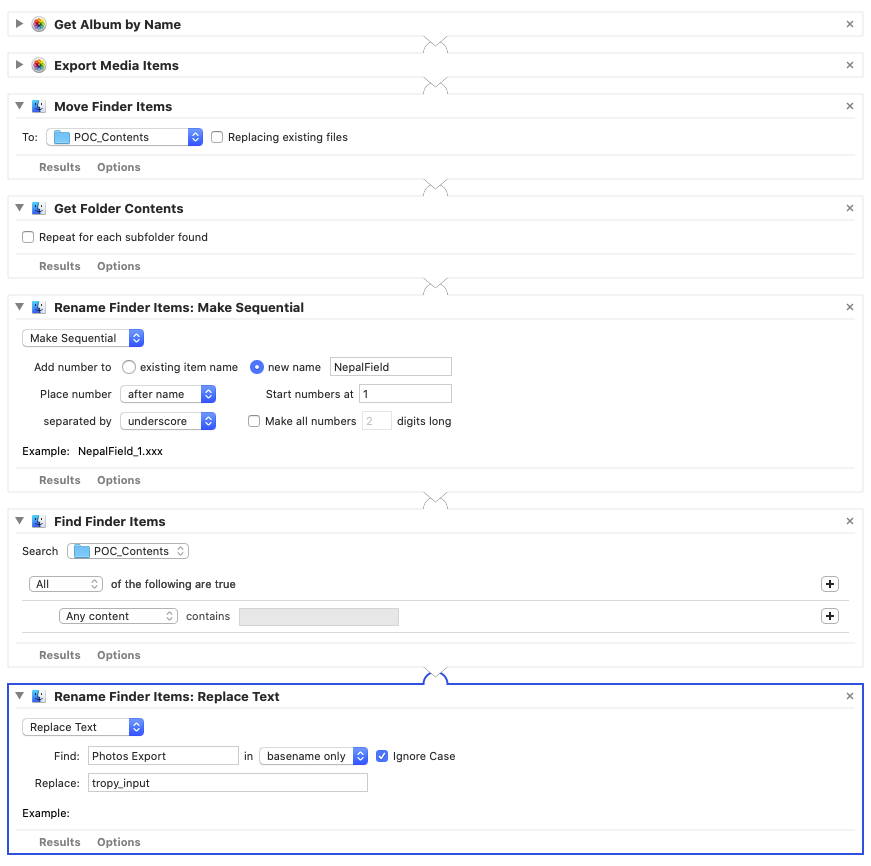 Get Album by Name
Export Media Items
Move Finder Items
To: POC_Contents Replacing existing files
Results Options
Get Folder Contents
Repeat for each subfolder found
Results Options
Rename Finder Items: Make Sequential
Make Sequential
Add number to existing item name new name NepalField
Place number after name Start numbers at 1
separated by underscore Make all numbers 2 digits long
Example: NepalField_1.xxx
Results Options
Find Finder Items
Search POC_Contents
All of the following are true
Any content contains
Results Options
Rename Finder Items: Replace Text
Replace Text
Find: Photos Export in basename only Ignore Case
Replace: tropy_input
Example:
Results Options